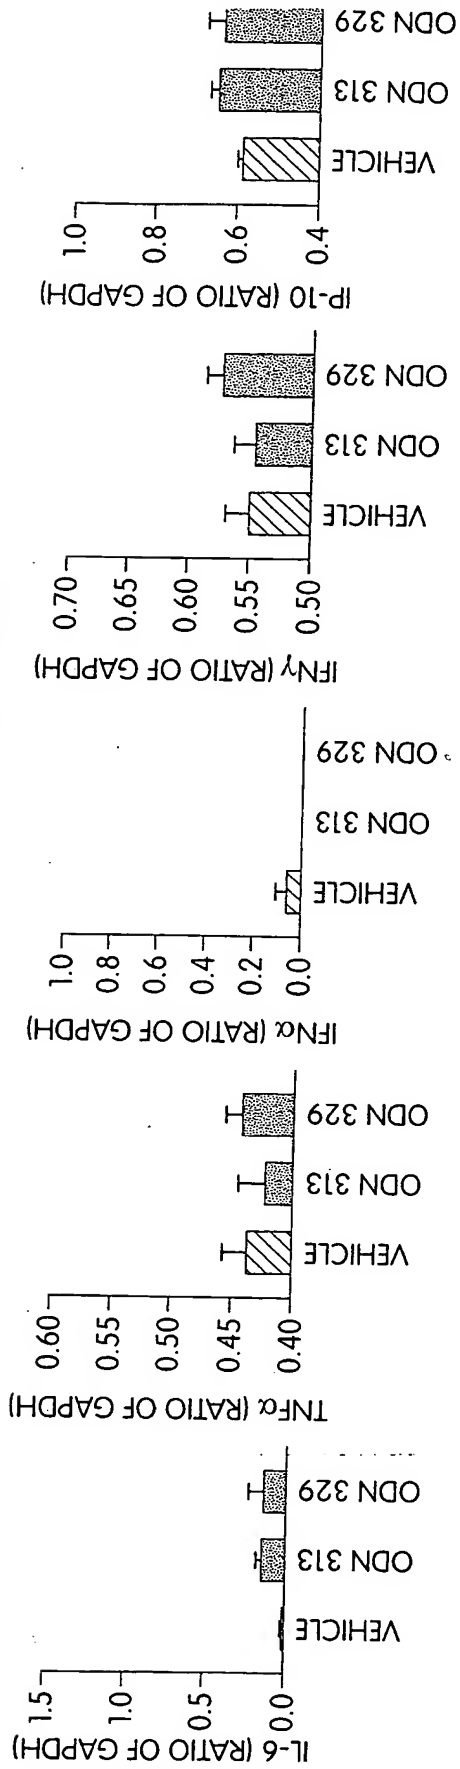 IL-6 (RATIO OF GAPDH)
1.5
1.0
0.5
0.0
VEHICLE
ODN 313
ODN 329
TNFα (RATIO OF GAPDH)
0.60
0.55
0.50
0.45
0.40
VEHICLE
ODN 313
ODN 329
IFNα (RATIO OF GAPDH)
1.0
0.8
0.6
0.4
0.2
0.0
VEHICLE
ODN 313
ODN 329
IFNγ (RATIO OF GAPDH)
0.70
0.65
0.60
0.55
0.50
VEHICLE
ODN 313
ODN 329
IP-10 (RATIO OF GAPDH)
1.0
0.8
0.6
0.4
VEHICLE
ODN 313
ODN 329